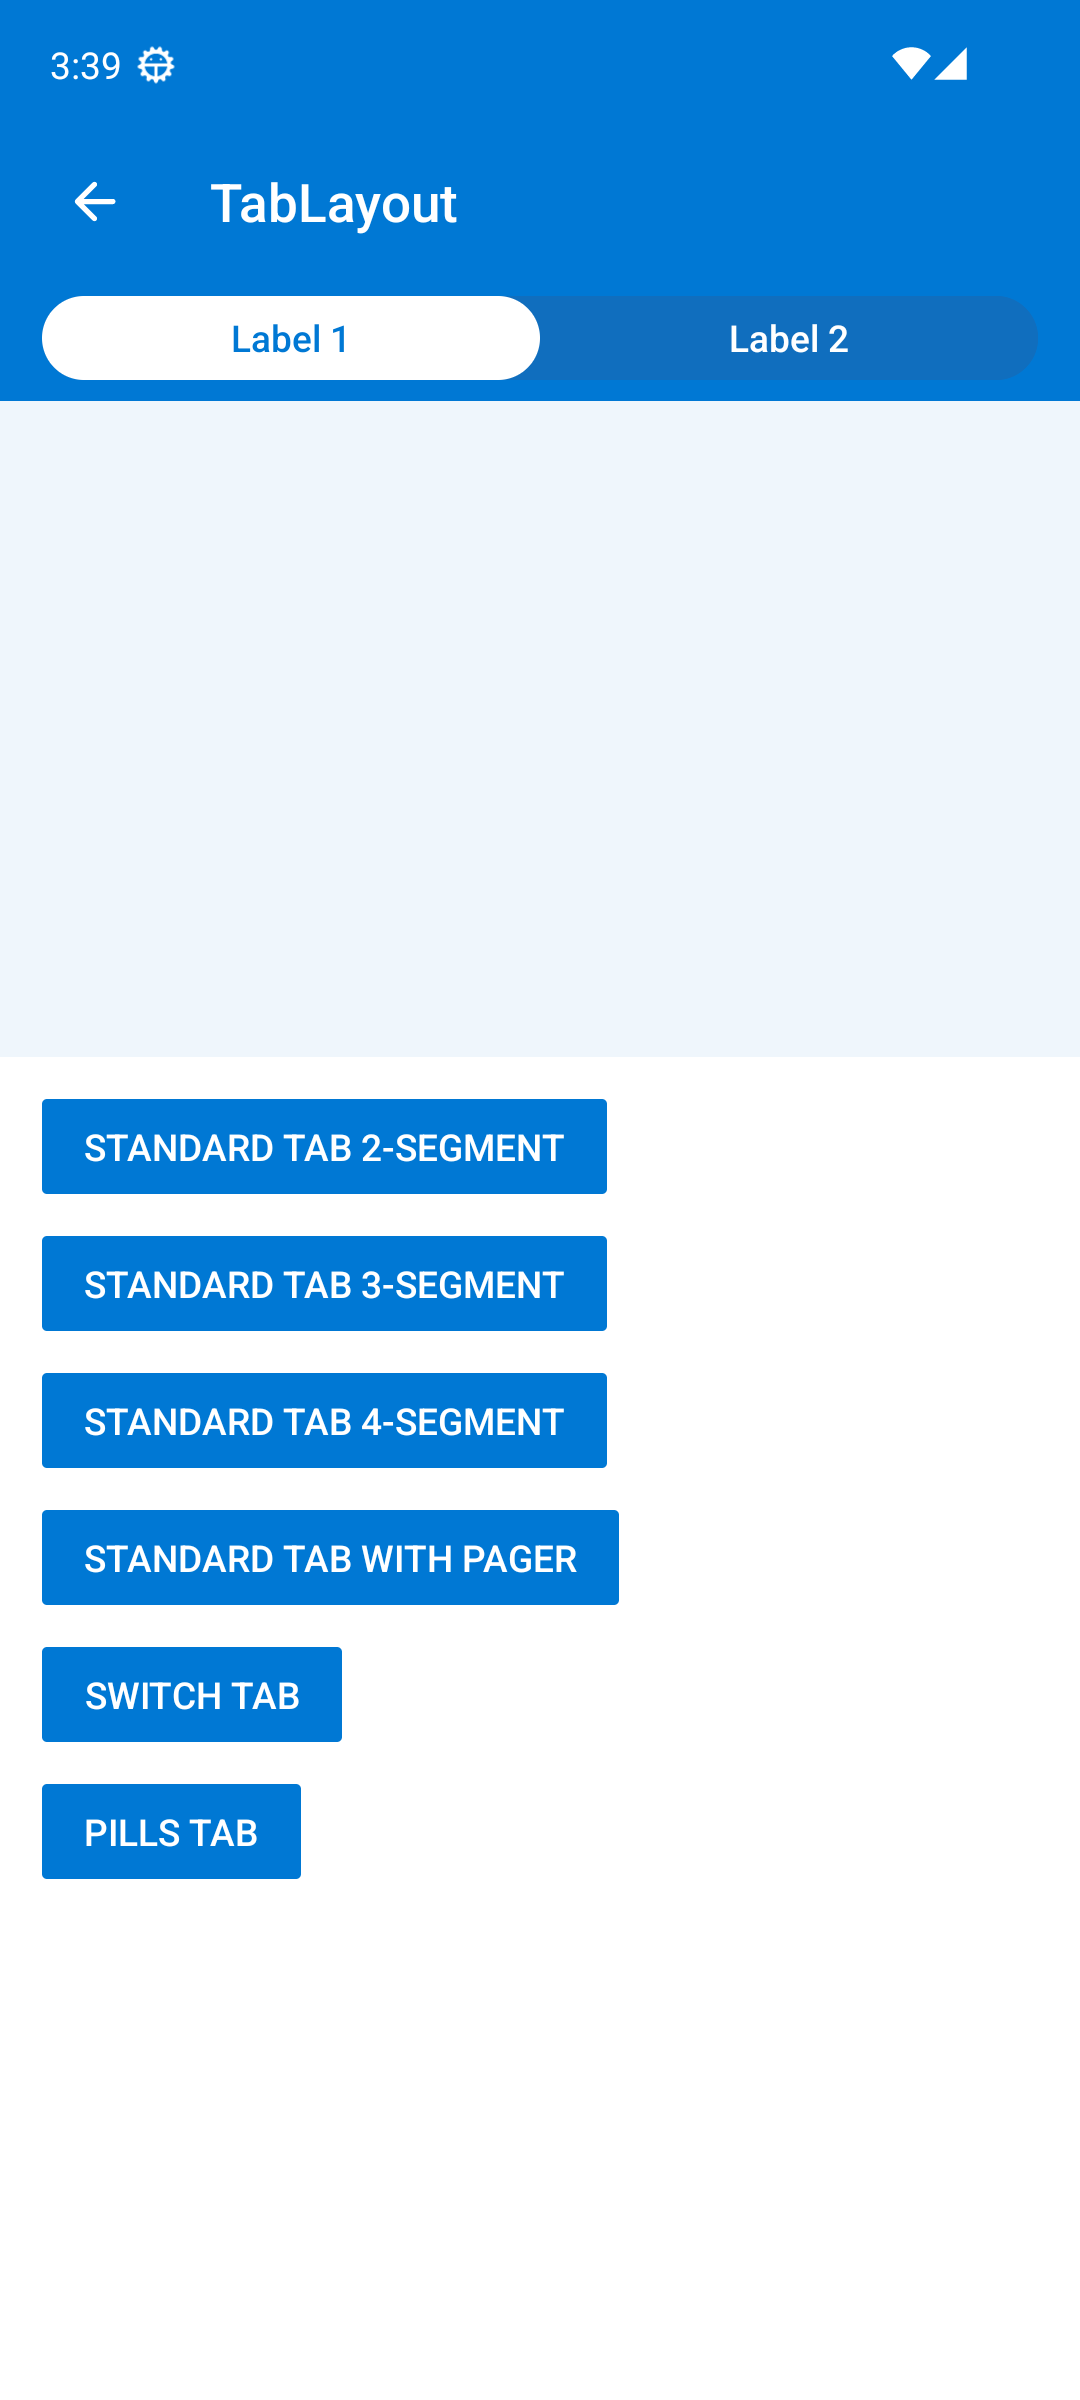 3:39
TabLayout
Label 1 Label 2
STANDARD TAB 2-SEGMENT
STANDARD TAB 3-SEGMENT
STANDARD TAB 4-SEGMENT
STANDARD TAB WITH PAGER
SWITCH TAB
PILLS TAB